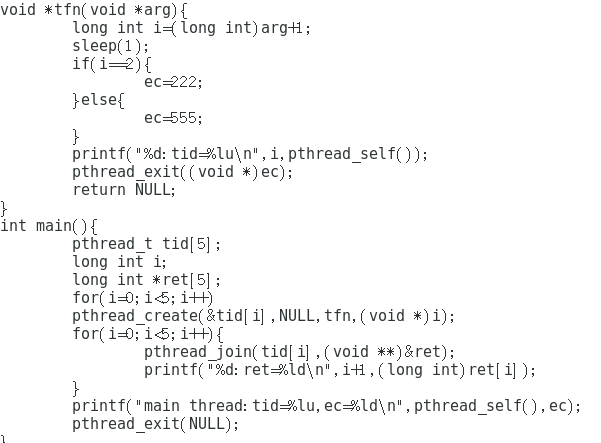 void *tfn(void *arg){
        long int i=(long int)arg+1;
        sleep(1);
        if(i==2){
                ec=222;
        }else{
                ec=555;
        }
        printf("%d:tid=%lu\n",i,pthread_self());
        pthread_exit((void *)ec);
        return NULL;
}
int main(){
        pthread_t tid[5];
        long int i;
        long int *ret[5];
        for(i=0;i<5;i++)
        pthread_create(&tid[i],NULL,tfn,(void *)i);
        for(i=0;i<5;i++){
                pthread_join(tid[i],(void **)&ret);
                printf("%d:ret=%ld\n",i+1,(long int)ret[i]);
        }
        printf("main thread:tid=%lu,ec=%ld\n",pthread_self(),ec);
        pthread_exit(NULL);
}